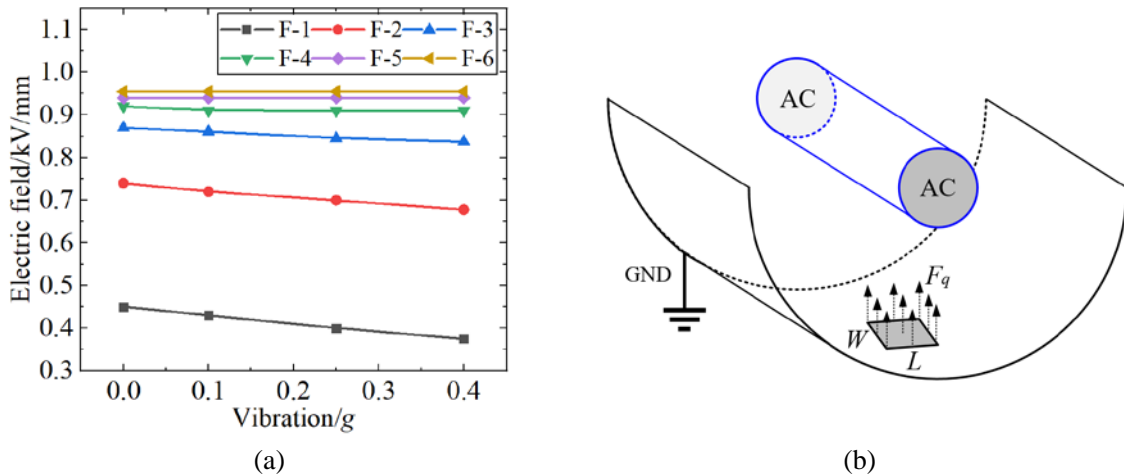 F-1 F-2 F-3
F-4 F-5 F-6
Electric field/kV/mm
1.1
1.0
0.9
0.8
0.7
0.6
0.5
0.4
0.3
0.0 0.1 0.2 0.3 0.4
Vibration/g
(a)
AC
AC
GND
Fq
W
L
(b)